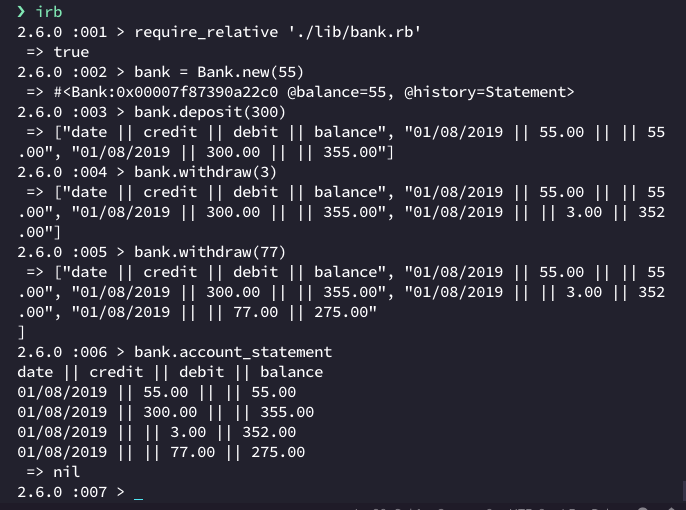 ❯ irb
2.6.0 :001 > require_relative './lib/bank.rb'
 => true
2.6.0 :002 > bank = Bank.new(55)
 => #<Bank:0x00007f87390a22c0 @balance=55, @history=Statement>
2.6.0 :003 > bank.deposit(300)
 => ["date || credit || debit || balance", "01/08/2019 || 55.00 || || 55
.00", "01/08/2019 || 300.00 || || 355.00"]
2.6.0 :004 > bank.withdraw(3)
 => ["date || credit || debit || balance", "01/08/2019 || 55.00 || || 55
.00", "01/08/2019 || 300.00 || || 355.00", "01/08/2019 || || 3.00 || 352
.00"]
2.6.0 :005 > bank.withdraw(77)
 => ["date || credit || debit || balance", "01/08/2019 || 55.00 || || 55
.00", "01/08/2019 || 300.00 || || 355.00", "01/08/2019 || || 3.00 || 352
.00", "01/08/2019 || || 77.00 || 275.00"
]
2.6.0 :006 > bank.account_statement
date || credit || debit || balance
01/08/2019 || 55.00 || || 55.00
01/08/2019 || 300.00 || || 355.00
01/08/2019 || || 3.00 || 352.00
01/08/2019 || || 77.00 || 275.00
 => nil
2.6.0 :007 > _